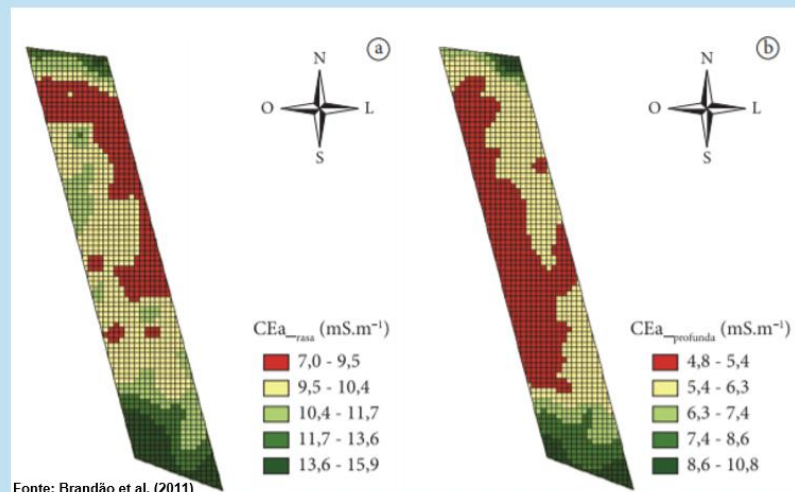 a
N
O
L
S
CEa_rasa (mS.m⁻¹)
7,0 - 9,5
9,5 - 10,4
10,4 - 11,7
11,7 - 13,6
13,6 - 15,9
b
N
O
L
S
CEa_profunda (mS.m⁻¹)
4,8 - 5,4
5,4 - 6,3
6,3 - 7,4
7,4 - 8,6
8,6 - 10,8
Fonte: Brandão et al. (2011)